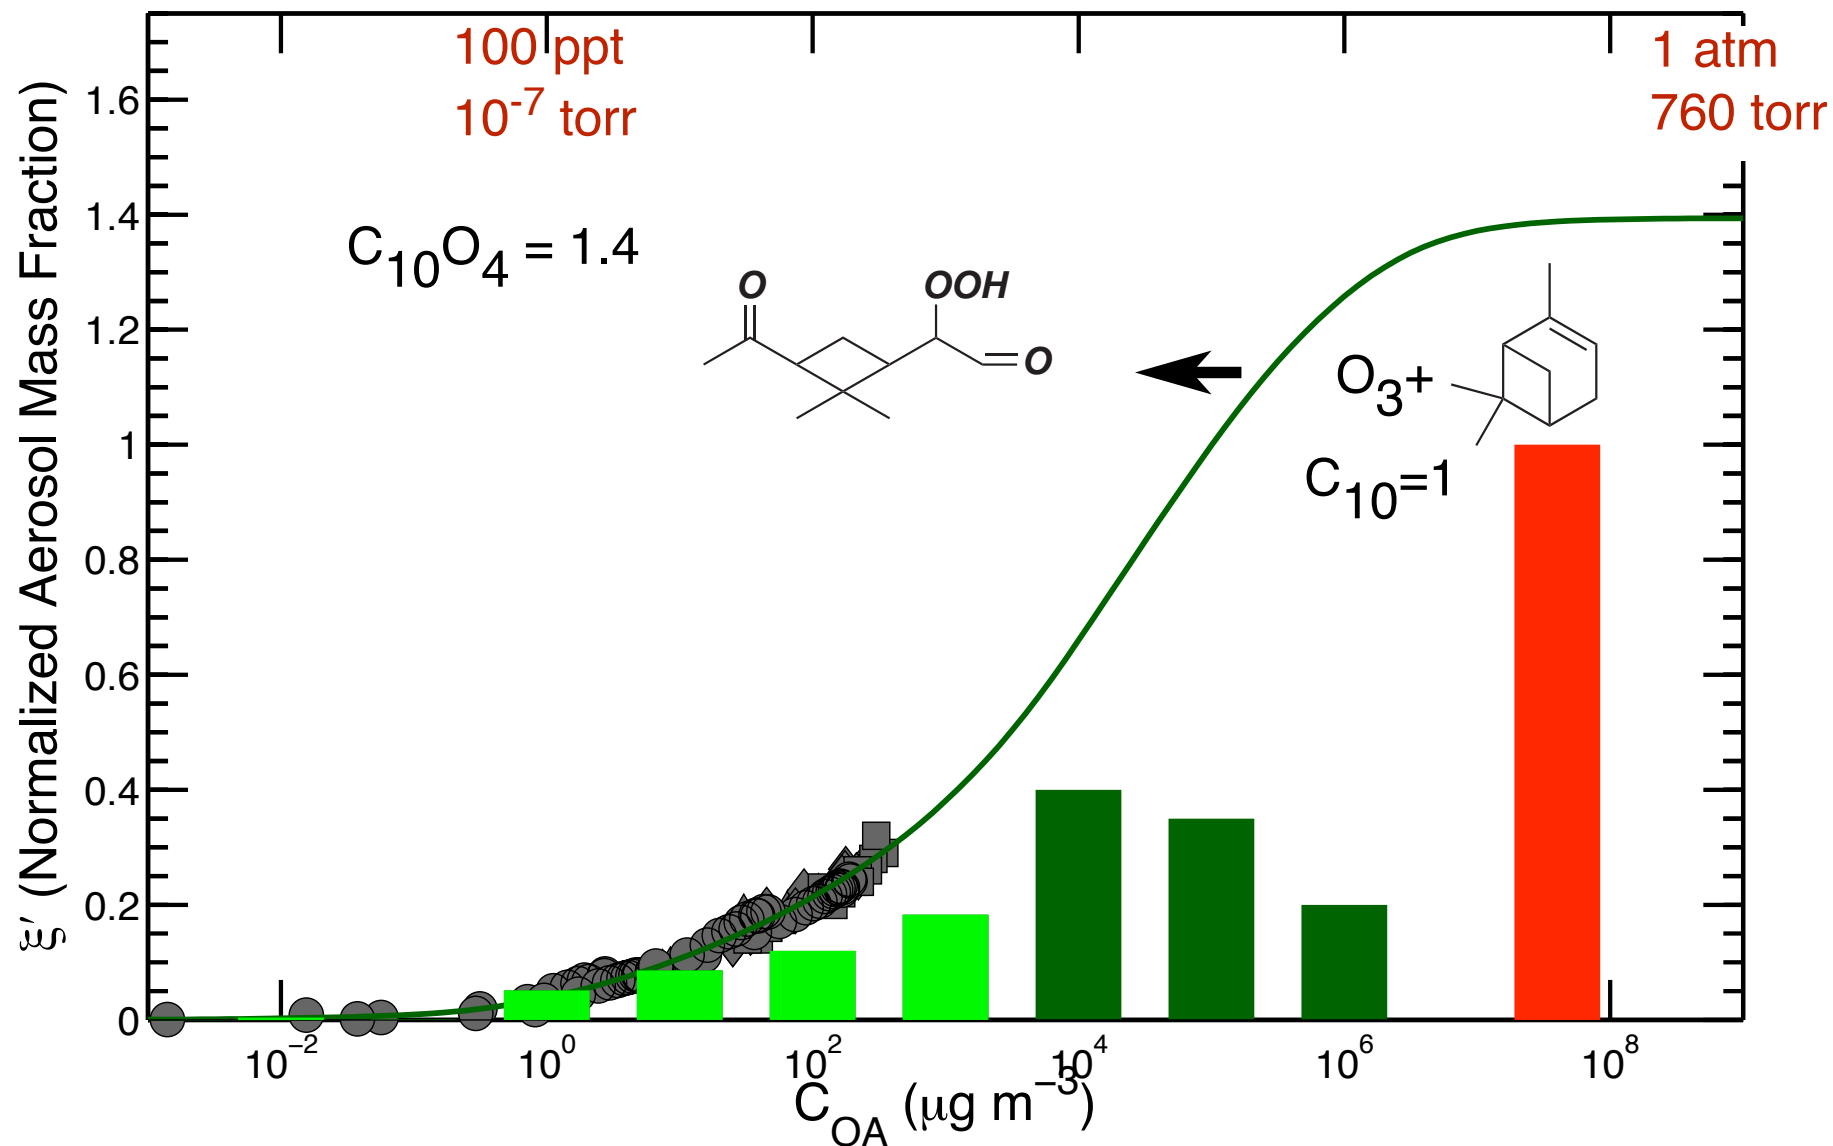 100 ppt
10⁻⁷ torr
1 atm
760 torr
C₁₀O₄ = 1.4
O
OOH
O
O₃+
C₁₀=1
ξ′ (Normalized Aerosol Mass Fraction)
1.6
1.4
1.2
1
0.8
0.6
0.4
0.2
0
10⁻² 10⁰ 10² 10⁴ 10⁶ 10⁸
C_OA (μg m⁻³)